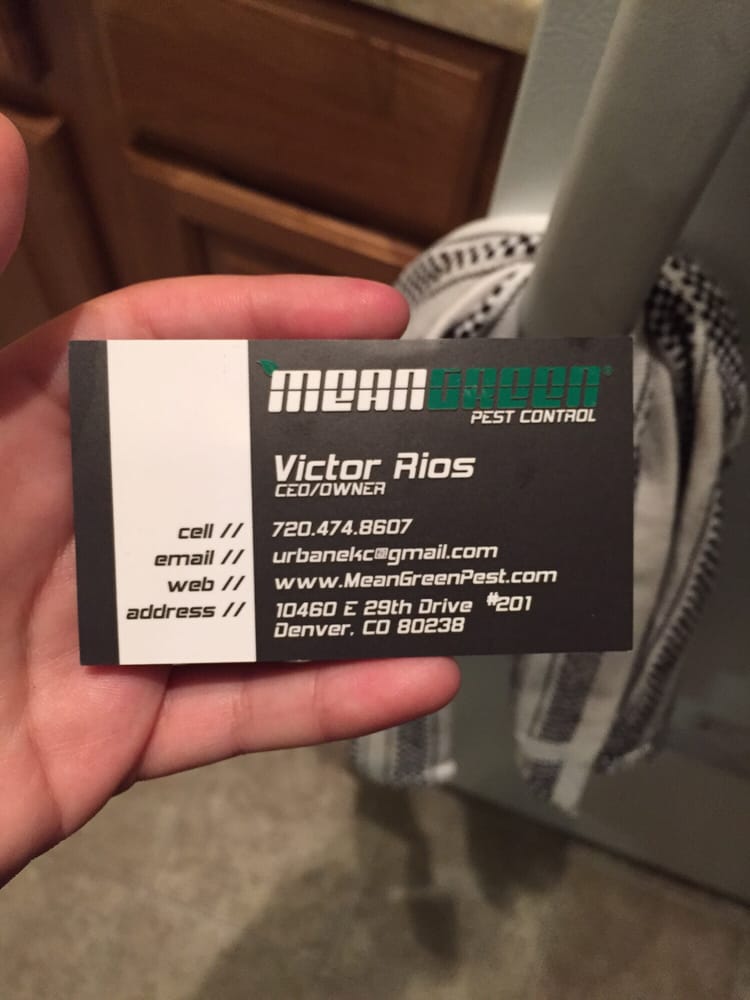 MEANGREEN®
PEST CONTROL
Victor Rios
CEO/OWNER
cell // 720.474.8607
email // urbanekc@gmail.com
web // www.MeanGreenPest.com
address // 10460 E 29th Drive #201
Denver, CO 80238